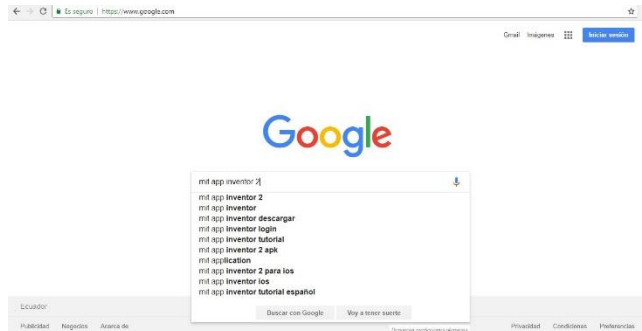 Es seguro | https://www.google.com
Gmail Imágenes Iniciar sesión
Google
mit app inventor 2
mit app inventor 2
mit app inventor
mit app inventor descargar
mit app inventor login
mit app inventor tutorial
mit app inventor 2 apk
mit application
mit app inventor 2 para ios
mit app inventor ios
mit app inventor tutorial español
Buscar con Google Voy a tener suerte
Ecuador
Publicidad Negocios Acerca de Privacidad Condiciones Preferencias